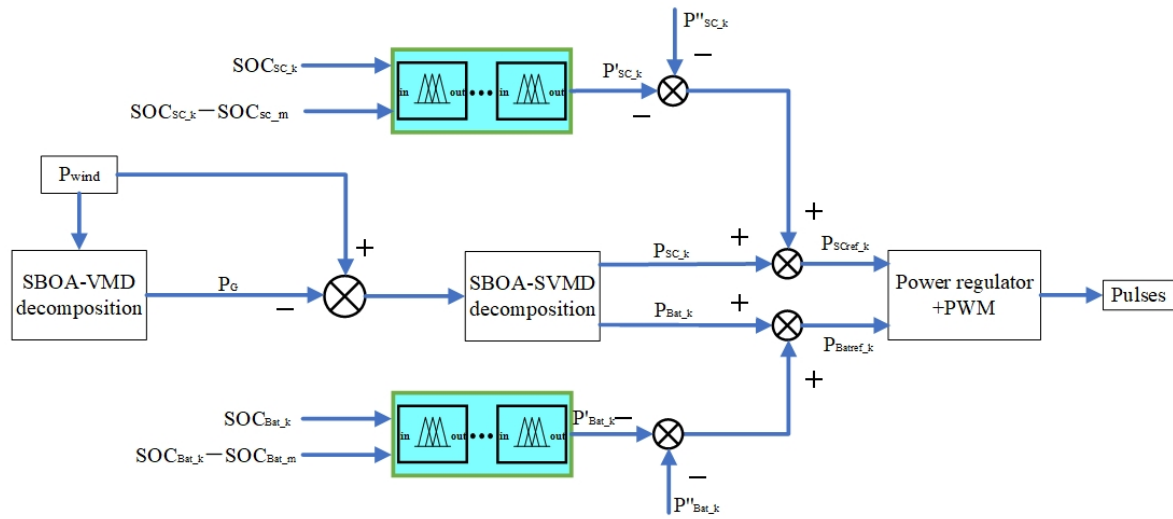 P''SC_k
−
SOCSC_k
in out ••• in out
P'SC_k
−
SOCSC_k−SOCSC_m
Pwind
+
+
SBOA-VMD
decomposition
PG
−
SBOA-SVMD
decomposition
PSC_k
+
PSCref_k
PBat_k
+
PBatref_k
+
Power regulator
+PWM
Pulses
SOCBat_k
in out ••• in out
P'Bat_k
−
SOCBat_k−SOCBat_m
−
P''Bat_k